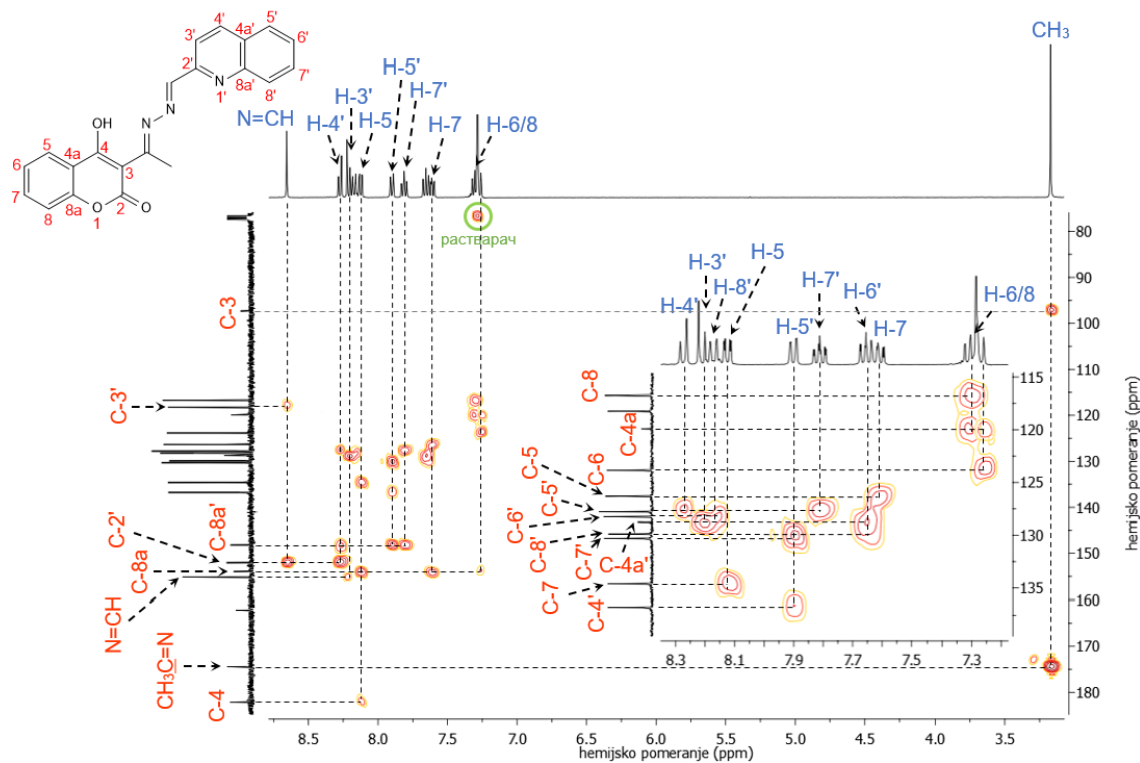 4'
5'
3'
4a'
6'
2'
N
1'
8a'
7'
8'
N
OH
N
5
4
6
4a
3
7
8a
O
O
8
1
2
CH₃
H-5'
H-3'
H-7'
N=CH
H-4'
H-5
H-7
H-6/8
растварач
C-3
C-3'
C-8a'
C-2'
C-8a
N=CH
CH₃C=N
C-4
H-3'
H-5
H-8'
H-7'
H-4'
H-6'
H-6/8
H-5'
H-7
C-8
C-4a
C-6
C-5
C-5'
C-6'
C-8'
C-7'
C-4a'
C-7
C-4'
115
120
125
130
135
8.3
8.1
7.9
7.7
7.5
7.3
80
90
100
110
120
130
140
150
160
170
180
hemijsko pomeranje (ppm)
8.5
8.0
7.5
7.0
6.5
6.0
5.5
5.0
4.5
4.0
3.5
hemijsko pomeranje (ppm)